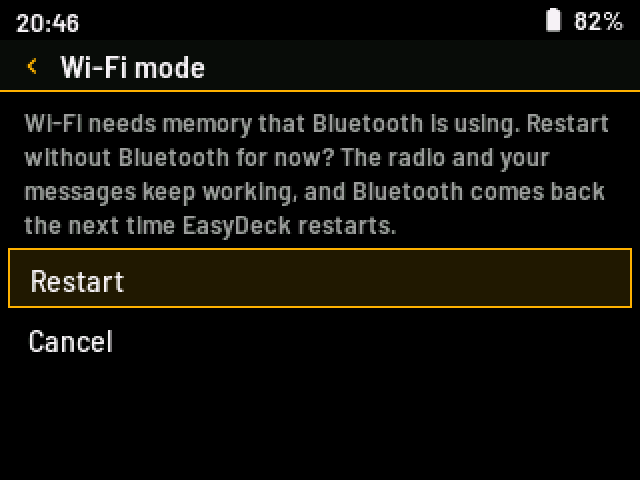 20:46
82%
Wi-Fi mode
Wi-Fi needs memory that Bluetooth is using. Restart
without Bluetooth for now? The radio and your
messages keep working, and Bluetooth comes back
the next time EasyDeck restarts.
Restart
Cancel